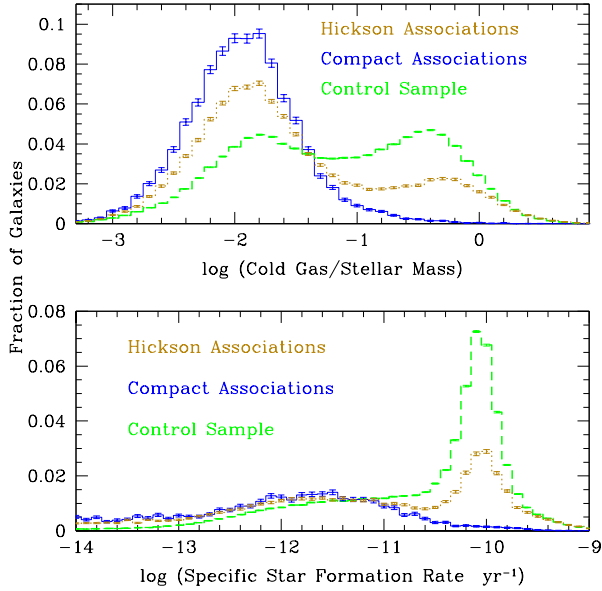 0.1
0.08
0.06
0.04
0.02
0
Hickson Associations
Compact Associations
Control Sample
−3
−2
−1
0
log (Cold Gas/Stellar Mass)
Fraction of Galaxies
0.08
0.06
0.04
0.02
0
Hickson Associations
Compact Associations
Control Sample
−14
−13
−12
−11
−10
−9
log (Specific Star Formation Rate yr⁻¹)